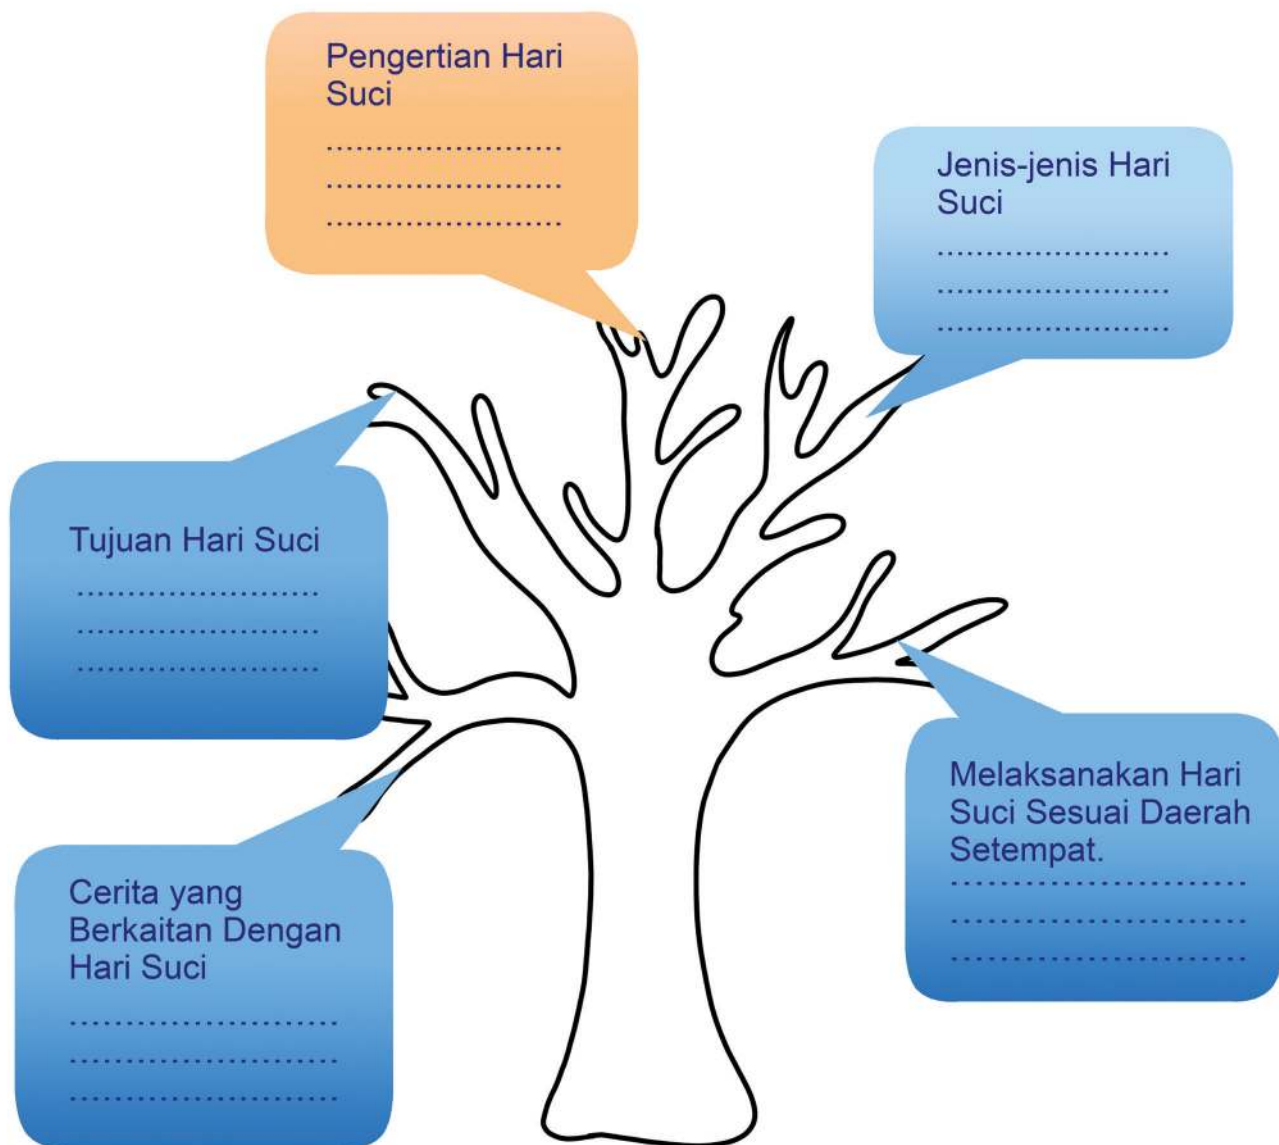 Pengertian Hari
Suci
........................
........................
........................
Jenis-jenis Hari
Suci
........................
........................
........................
Tujuan Hari Suci
........................
........................
........................
Melaksanakan Hari
Suci Sesuai Daerah
Setempat.
..........................
..........................
..........................
Cerita yang
Berkaitan Dengan
Hari Suci
........................
........................
........................